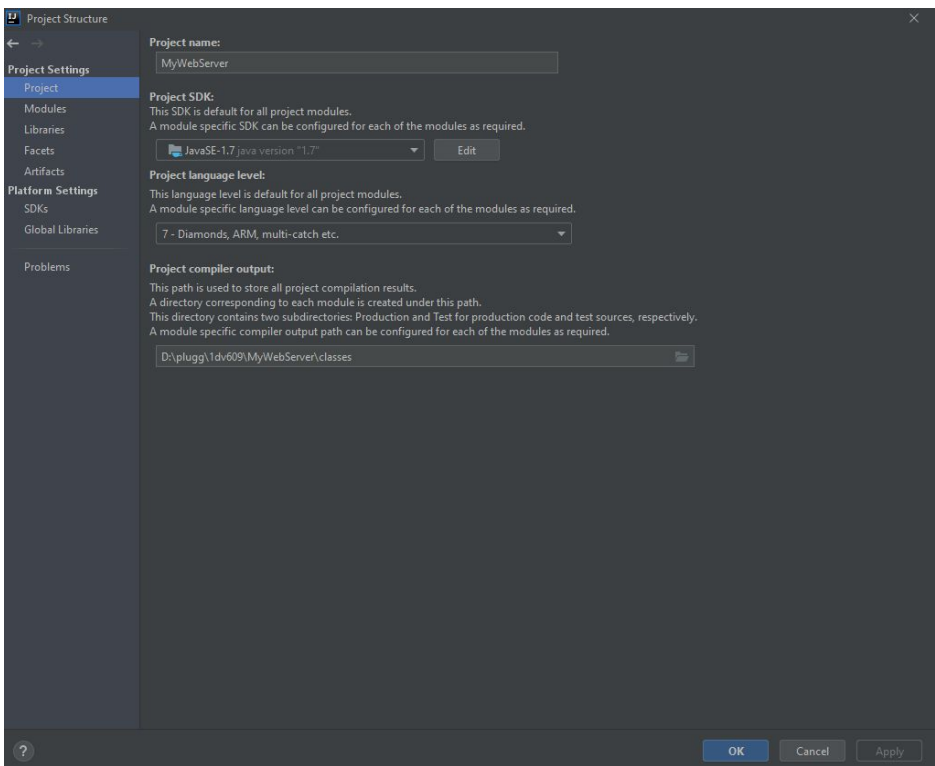 Project Structure
Project Settings
Project
Modules
Libraries
Facets
Artifacts
Platform Settings
SDKs
Global Libraries
Problems
Project name:
MyWebServer
Project SDK:
This SDK is default for all project modules.
A module specific SDK can be configured for each of the modules as required.
JavaSE-1.7 java version "1.7"
Edit
Project language level:
This language level is default for all project modules.
A module specific language level can be configured for each of the modules as required.
7 - Diamonds, ARM, multi-catch etc.
Project compiler output:
This path is used to store all project compilation results.
A directory corresponding to each module is created under this path.
This directory contains two subdirectories: Production and Test for production code and test sources, respectively.
A module specific compiler output path can be configured for each of the modules as required.
D:\plugg\1dv609\MyWebServer\classes
?
OK
Cancel
Apply